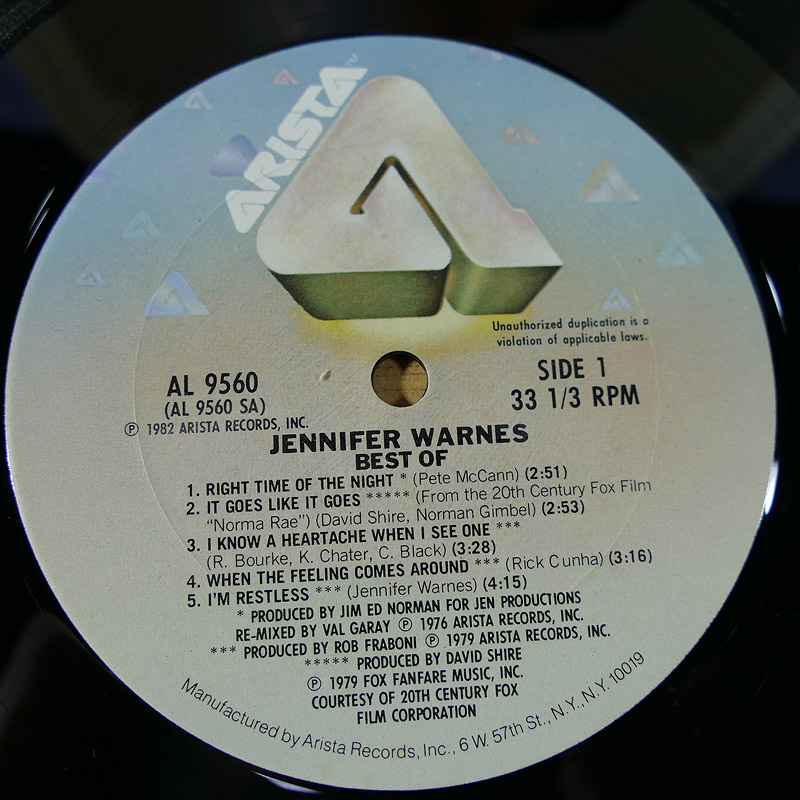 ARISTA
Unauthorized duplication is a
violation of applicable laws.
AL 9560
(AL 9560 SA)
℗ 1982 ARISTA RECORDS, INC.
SIDE 1
33 1/3 RPM
JENNIFER WARNES
BEST OF
1. RIGHT TIME OF THE NIGHT * (Pete McCann) (2:51)
2. IT GOES LIKE IT GOES ***** (From the 20th Century Fox Film
"Norma Rae") (David Shire, Norman Gimbel) (2:53)
3. I KNOW A HEARTACHE WHEN I SEE ONE ***
(R. Bourke, K. Chater, C. Black) (3:28)
4. WHEN THE FEELING COMES AROUND *** (Rick Cunha) (3:16)
5. I'M RESTLESS *** (Jennifer Warnes) (4:15)
* PRODUCED BY JIM ED NORMAN FOR JEN PRODUCTIONS
RE-MIXED BY VAL GARAY ℗ 1976 ARISTA RECORDS, INC.
*** PRODUCED BY ROB FRABONI ℗ 1979 ARISTA RECORDS, INC.
***** PRODUCED BY DAVID SHIRE
℗ 1979 FOX FANFARE MUSIC, INC.
COURTESY OF 20TH CENTURY FOX
FILM CORPORATION
Manufactured by Arista Records, Inc., 6 W. 57th St., N.Y., N.Y. 10019